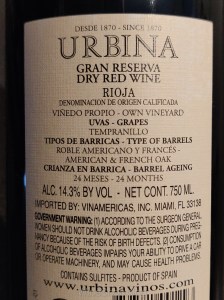 DESDE 1870 - SINCE 1870
URBINA
GRAN RESERVA
DRY RED WINE
RIOJA
DENOMINACION DE ORIGEN CALIFICADA
VIÑEDO PROPIO - OWN VINEYARD
UVAS - GRAPES
TEMPRANILLO
TIPOS DE BARRICAS - TYPE OF BARRELS
ROBLE AMERICANO Y FRANCES -
AMERICAN & FRENCH OAK
CRIANZA EN BARRICA - BARREL AGEING
24 MESES - 24 MONTHS
ALC. 14.3% BY VOL - NET CONT. 750 ML.
IMPORTED BY: VINAMERICAS, INC. MIAMI, FL 33138
GOVERNMENT WARNING: (1) ACCORDING TO THE SURGEON GENERAL
WOMEN SHOULD NOT DRINK ALCOHOLIC BEVERAGES DURING PREG-
NANCY BECAUSE OF THE RISK OF BIRTH DEFECTS. (2) CONSUMPTION
OF ALCOHOLIC BEVERAGES IMPAIRS YOUR ABILITY TO DRIVE A CAR
OR OPERATE MACHINERY, AND MAY CAUSE HEALTH PROBLEMS.
www.urbinavinos.com
CONTAINS SULFITES - PRODUCT OF SPAIN